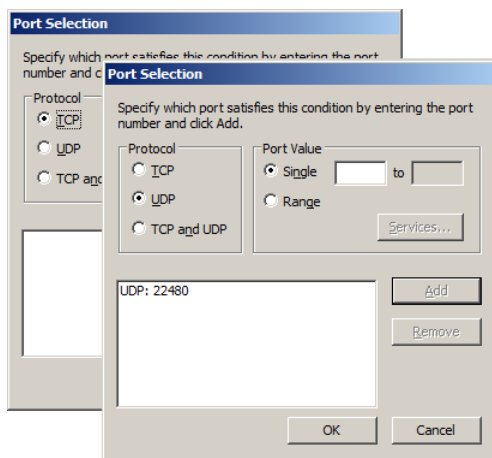 Port Selection
Specify which port satisfies this condition by entering the port
number and c
Protocol
TCP
UDP
TCP and
Port Selection
Specify which port satisfies this condition by entering the port
number and click Add.
Protocol
TCP
UDP
TCP and UDP
Port Value
Single to
Range
Services...
UDP: 22480
Add
Remove
OK
Cancel